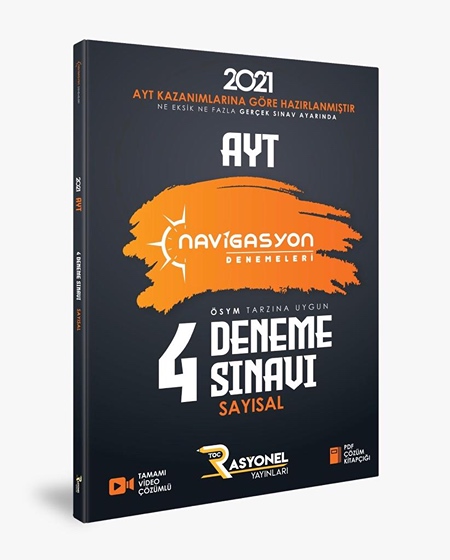 2021
AYT KAZANIMLARINA GÖRE HAZIRLANMIŞTIR
NE EKSİK NE FAZLA GERÇEK SINAV AYARINDA
AYT
NAVİGASYON
DENEMELERİ
ÖSYM TARZINA UYGUN
4 DENEME
SINAVI
SAYISAL
TDC
RASYONEL
YAYINLARI
TAMAMI
VİDEO
ÇÖZÜMLÜ
PDF
ÇÖZÜM
KİTAPÇIĞI
2021 AYT
4 DENEME SINAVI
SAYISAL